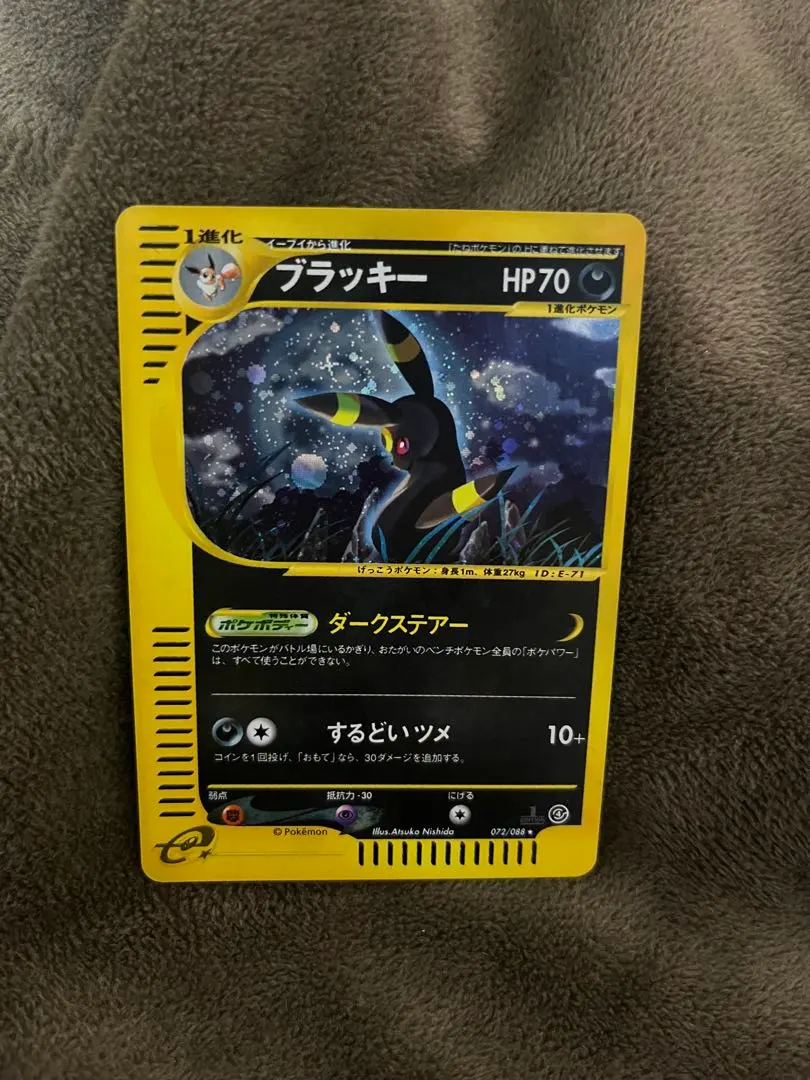 1進化
イーブイから進化
「たねポケモン」の上に重ねて進化させます
ブラッキー
HP70
1進化ポケモン
げっこうポケモン：身長1m、体重27kg ID：E-71
特殊体質
ポケボディー
ダークステアー
このポケモンがバトル場にいるかぎり、おたがいのベンチポケモン全員の「ポケパワー」
は、すべて使うことができない。
するどいツメ
10+
コインを1回投げ、「おもて」なら、30ダメージを追加する。
弱点
抵抗力-30
にげる
1
EDITION
© Pokémon
Illus.Atsuko Nishida
072/088 ★
e